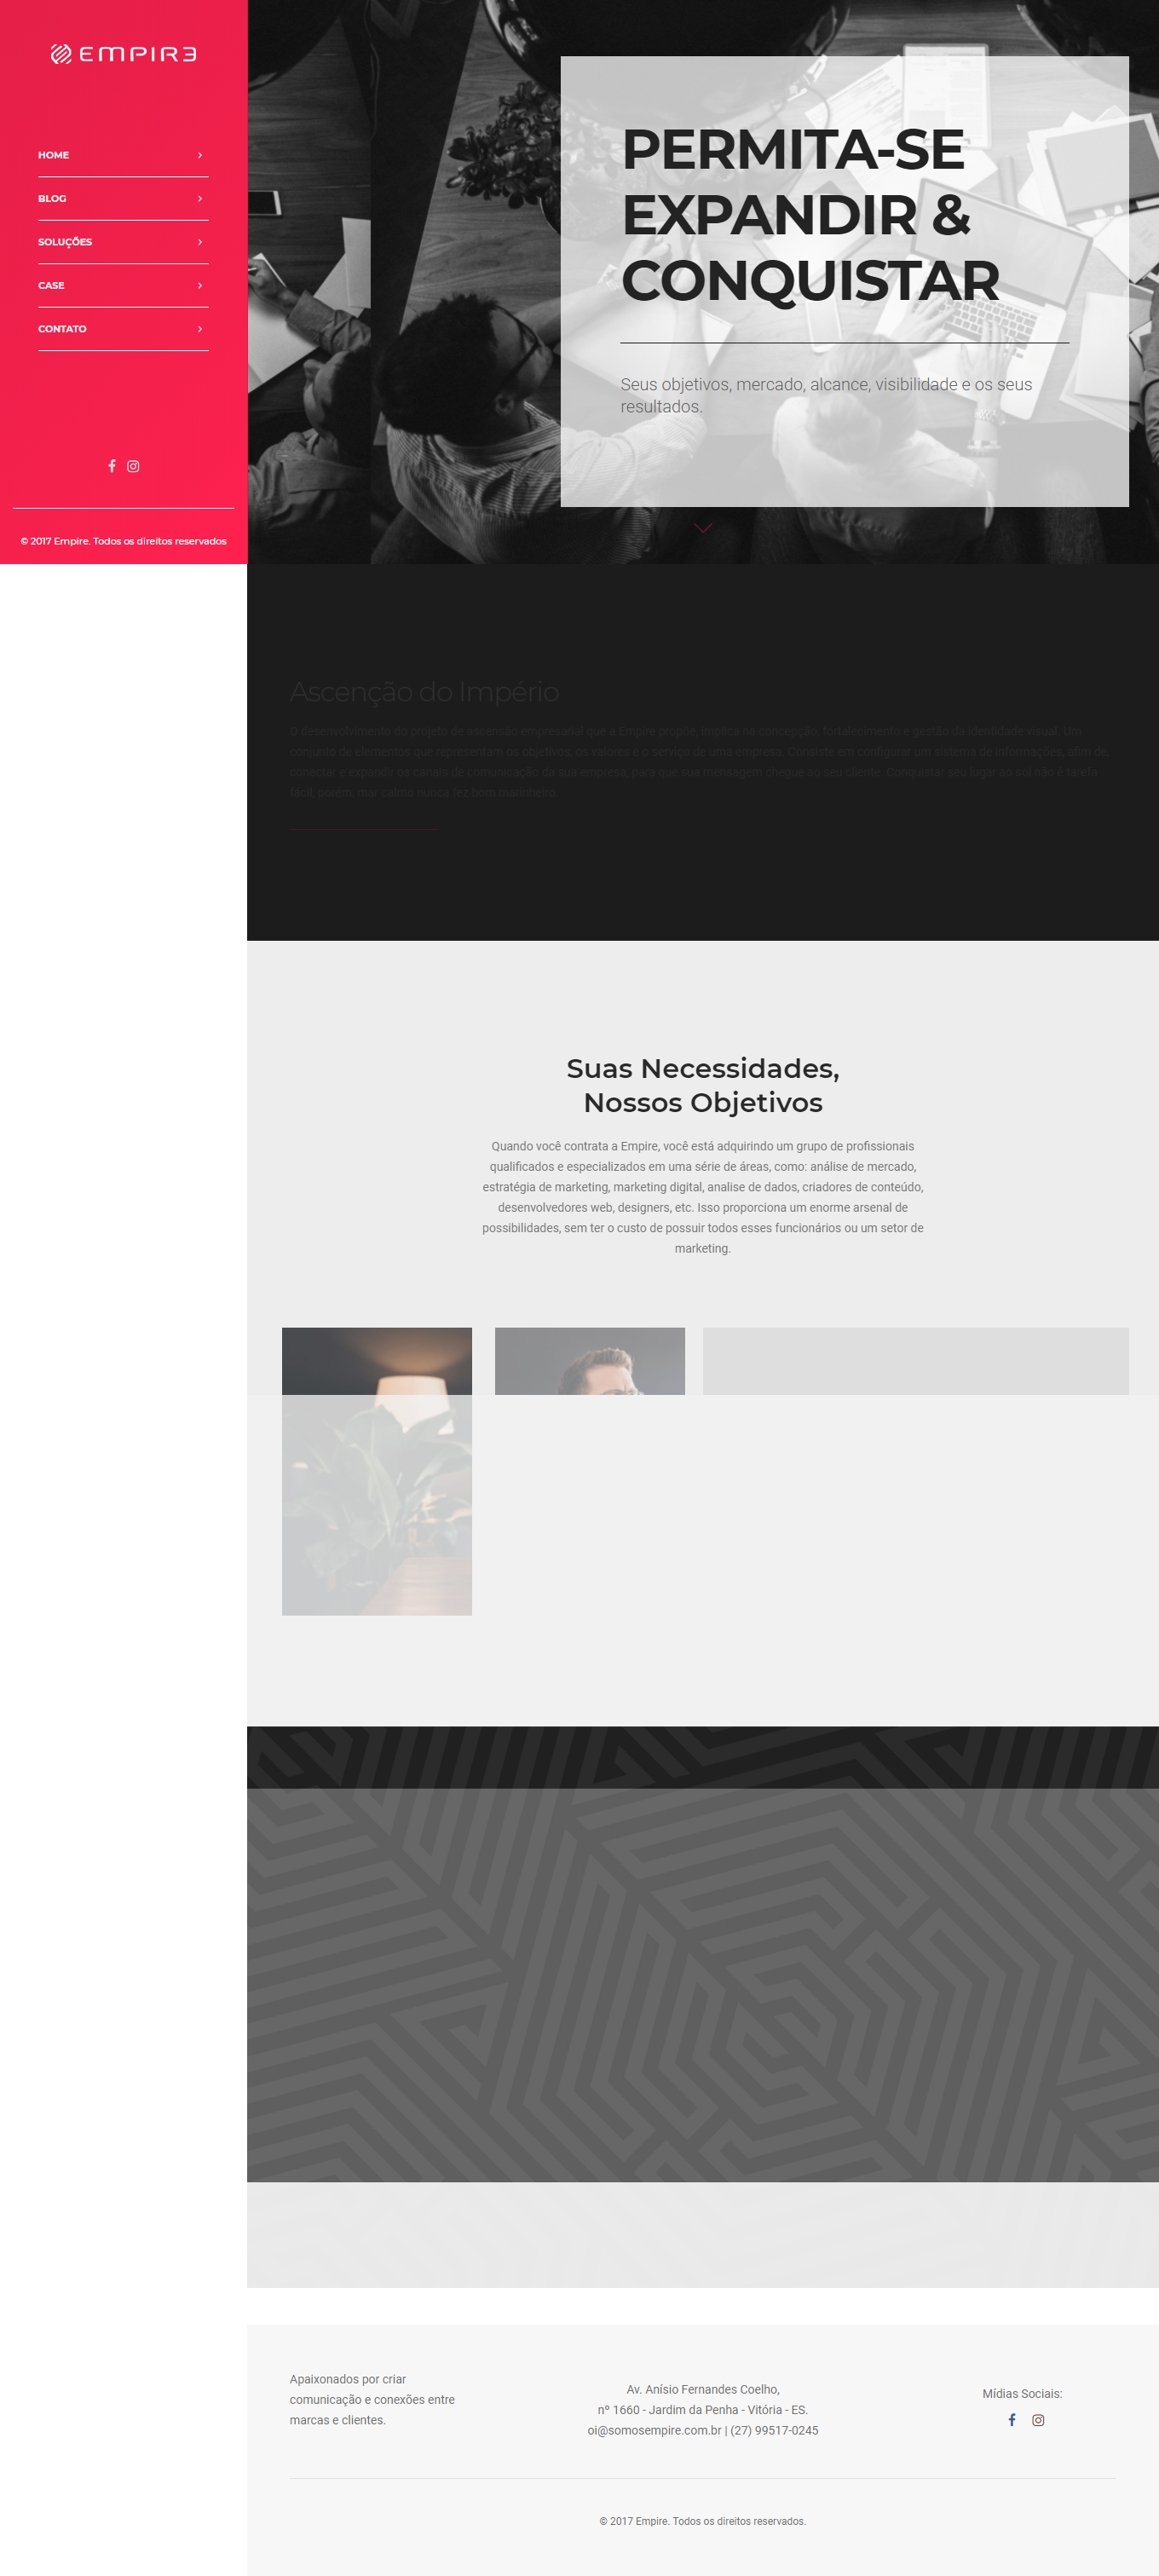 EMPIRE
HOME
BLOG
SOLUÇÕES
CASE
CONTATO
© 2017 Empire. Todos os direitos reservados
PERMITA-SE
EXPANDIR &
CONQUISTAR
Seus objetivos, mercado, alcance, visibilidade e os seus
resultados.
Ascenção do Império
O desenvolvimento do projeto de ascensão empresarial que a Empire propõe, implica na concepção, fortalecimento e gestão da identidade visual. Um
conjunto de elementos que representam os objetivos, os valores e o serviço de uma empresa. Consiste em configurar um sistema de informações, afim de,
conectar e expandir os canais de comunicação da sua empresa, para que sua mensagem chegue ao seu cliente. Conquistar seu lugar ao sol não é tarefa
fácil, porém, mar calmo nunca fez bom marinheiro.
Suas Necessidades,
Nossos Objetivos
Quando você contrata a Empire, você está adquirindo um grupo de profissionais
qualificados e especializados em uma série de áreas, como: análise de mercado,
estratégia de marketing, marketing digital, analise de dados, criadores de conteúdo,
desenvolvedores web, designers, etc. Isso proporciona um enorme arsenal de
possibilidades, sem ter o custo de possuir todos esses funcionários ou um setor de
marketing.
Apaixonados por criar
comunicação e conexões entre
marcas e clientes.
Av. Anísio Fernandes Coelho,
nº 1660 - Jardim da Penha - Vitória - ES.
oi@somosempire.com.br | (27) 99517-0245
Mídias Sociais:
© 2017 Empire. Todos os direitos reservados.